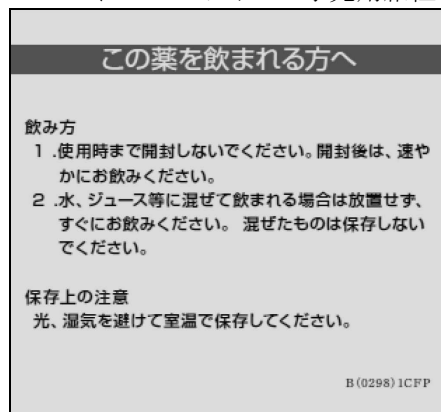 この薬を飲まれる方へ
飲み方
1 .使用時まで開封しないでください。開封後は、速や
かにお飲みください。
2 .水、ジュース等に混ぜて飲まれる場合は放置せず、
すぐにお飲みください。 混ぜたものは保存しない
でください。
保存上の注意
光、湿気を避けて室温で保存してください。
B(0298)1CFP